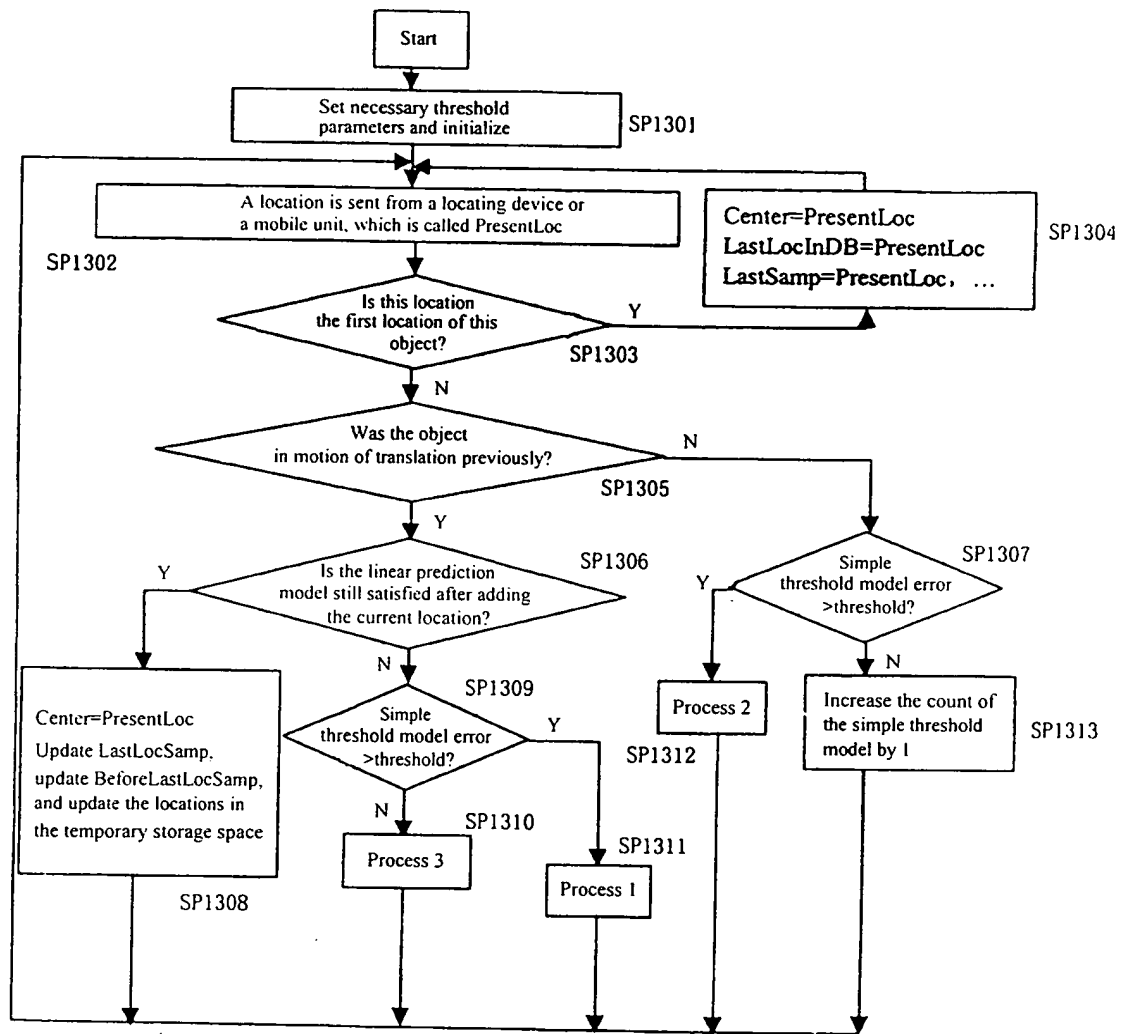 Start
Set necessary threshold
parameters and initialize
SP1301
A location is sent from a locating device or
a mobile unit, which is called PresentLoc
SP1302
Center=PresentLoc
LastLocInDB=PresentLoc
LastSamp=PresentLoc, ...
SP1304
Is this location
the first location of this
object?
Y
SP1303
N
Was the object
in motion of translation previously?
N
SP1305
Y
Is the linear prediction
model still satisfied after adding
the current location?
SP1306
Y
N
Simple
threshold model error
>threshold?
SP1307
Y
N
Center=PresentLoc
Update LastLocSamp,
update BeforeLastLocSamp,
and update the locations in
the temporary storage space
SP1308
SP1309
Simple
threshold model error
>threshold?
Y
N
SP1310
Process 3
SP1311
Process 1
Process 2
SP1312
Increase the count of
the simple threshold
model by 1
SP1313